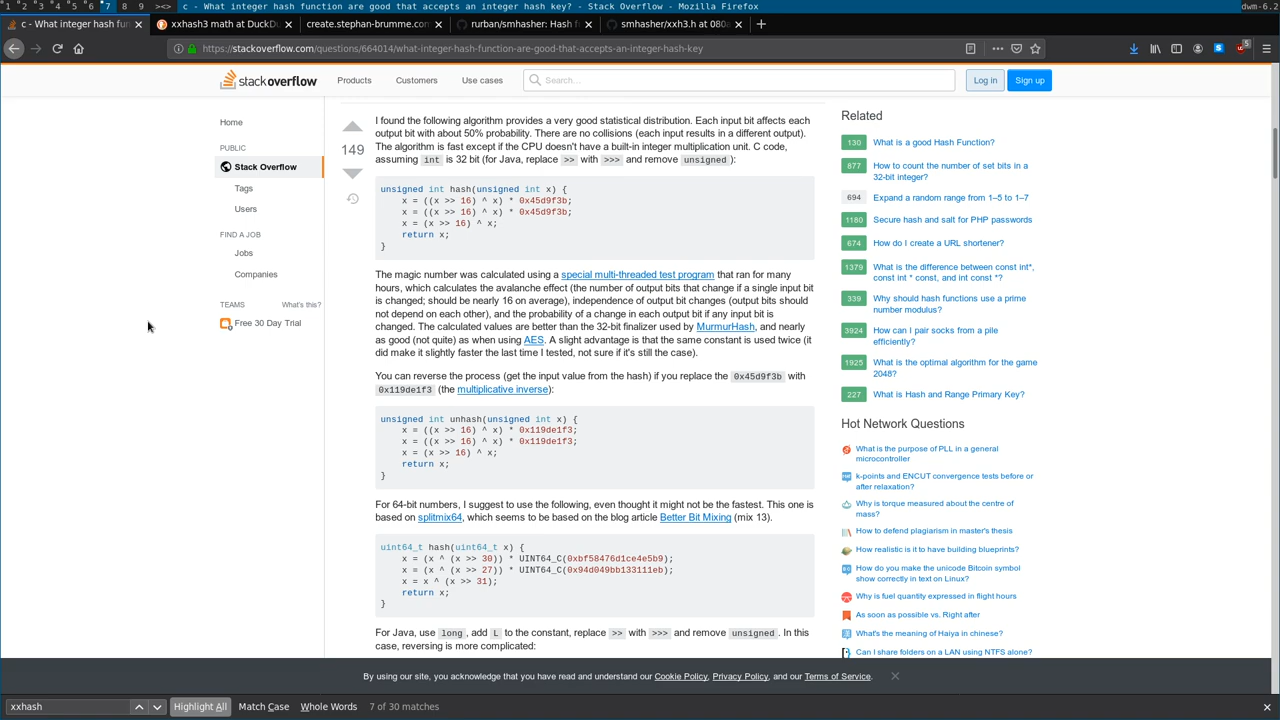 1 2 3 4 5 6 7 8 9 ><> c - What integer hash function are good that accepts an integer hash key? - Stack Overflow - Mozilla Firefox dwm-6.2
c - What integer hash fu xxhash3 math at DuckD create.stephan-brumme.com rurban/smhasher: Hash f smhasher/xxh3.h at 080a
https://stackoverflow.com/questions/664014/what-integer-hash-function-are-good-that-accepts-an-integer-hash-key
stackoverflow Products Customers Use cases Search... Log in Sign up
Home
PUBLIC
Stack Overflow
Tags
Users
FIND A JOB
Jobs
Companies
TEAMS What's this?
Free 30 Day Trial
149
I found the following algorithm provides a very good statistical distribution. Each input bit affects each
output bit with about 50% probability. There are no collisions (each input results in a different output).
The algorithm is fast except if the CPU doesn't have a built-in integer multiplication unit. C code,
assuming int is 32 bit (for Java, replace >> with >>> and remove unsigned):
unsigned int hash(unsigned int x) {
x = ((x >> 16) ^ x) * 0x45d9f3b;
x = ((x >> 16) ^ x) * 0x45d9f3b;
x = (x >> 16) ^ x;
return x;
}
The magic number was calculated using a special multi-threaded test program that ran for many
hours, which calculates the avalanche effect (the number of output bits that change if a single input bit
is changed; should be nearly 16 on average), independence of output bit changes (output bits should
not depend on each other), and the probability of a change in each output bit if any input bit is
changed. The calculated values are better than the 32-bit finalizer used by MurmurHash, and nearly
as good (not quite) as when using AES. A slight advantage is that the same constant is used twice (it
did make it slightly faster the last time I tested, not sure if it's still the case).
You can reverse the process (get the input value from the hash) if you replace the 0x45d9f3b with
0x119de1f3 (the multiplicative inverse):
unsigned int unhash(unsigned int x) {
x = ((x >> 16) ^ x) * 0x119de1f3;
x = ((x >> 16) ^ x) * 0x119de1f3;
x = (x >> 16) ^ x;
return x;
}
For 64-bit numbers, I suggest to use the following, even thought it might not be the fastest. This one is
based on splitmix64, which seems to be based on the blog article Better Bit Mixing (mix 13).
uint64_t hash(uint64_t x) {
x = (x ^ (x >> 30)) * UINT64_C(0xbf58476d1ce4e5b9);
x = (x ^ (x >> 27)) * UINT64_C(0x94d049bb133111eb);
x = x ^ (x >> 31);
return x;
}
For Java, use long, add L to the constant, replace >> with >>> and remove unsigned. In this
case, reversing is more complicated:
Related
130 What is a good Hash Function?
877 How to count the number of set bits in a
32-bit integer?
694 Expand a random range from 1–5 to 1–7
1180 Secure hash and salt for PHP passwords
674 How do I create a URL shortener?
1379 What is the difference between const int*,
const int * const, and int const *?
339 Why should hash functions use a prime
number modulus?
3924 How can I pair socks from a pile
efficiently?
1925 What is the optimal algorithm for the game
2048?
227 What is Hash and Range Primary Key?
Hot Network Questions
What is the purpose of PLL in a general
microcontroller
k-points and ENCUT convergence tests before or
after relaxation?
Why is torque measured about the centre of
mass?
How to defend plagiarism in master's thesis
How realistic is it to have building blueprints?
How do you make the unicode Bitcoin symbol
show correctly in text on Linux?
Why is fuel quantity expressed in flight hours
As soon as possible vs. Right after
What's the meaning of Haiya in chinese?
Can I share folders on a LAN using NTFS alone?
By using our site, you acknowledge that you have read and understand our Cookie Policy, Privacy Policy, and our Terms of Service.
xxhash Highlight All Match Case Whole Words 7 of 30 matches